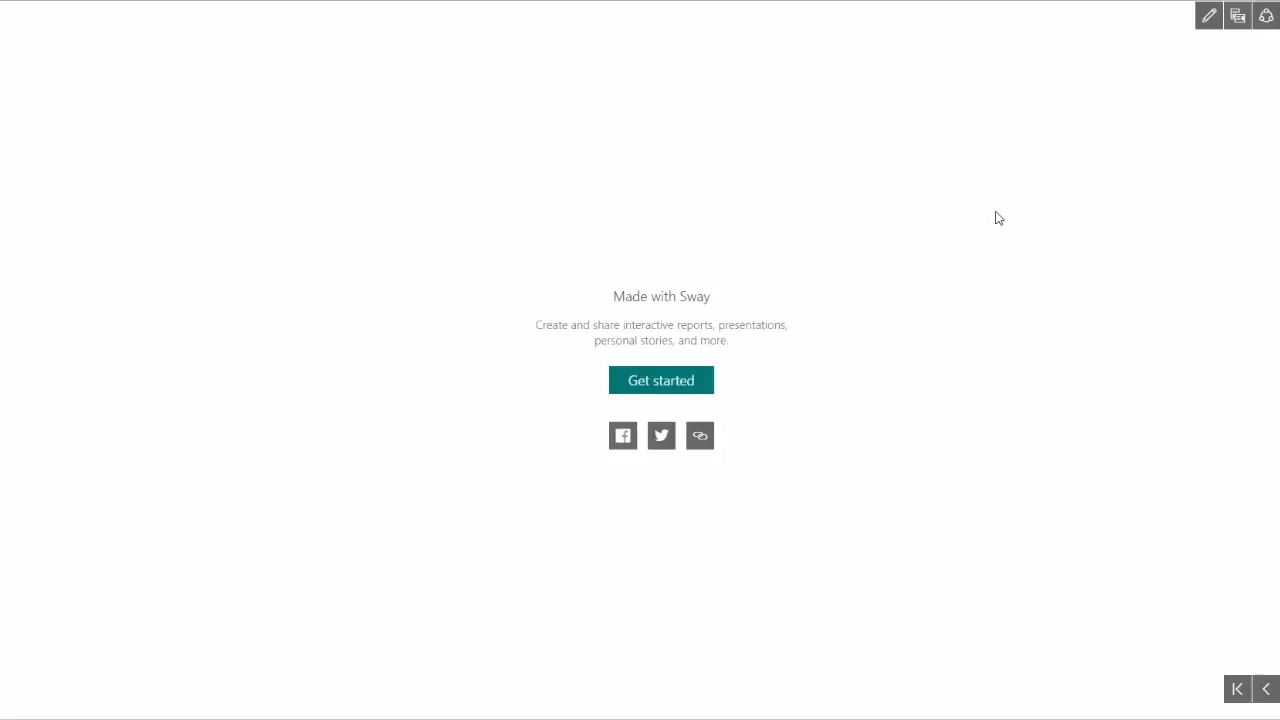 Made with Sway
Create and share interactive reports, presentations,
personal stories, and more.
Get started